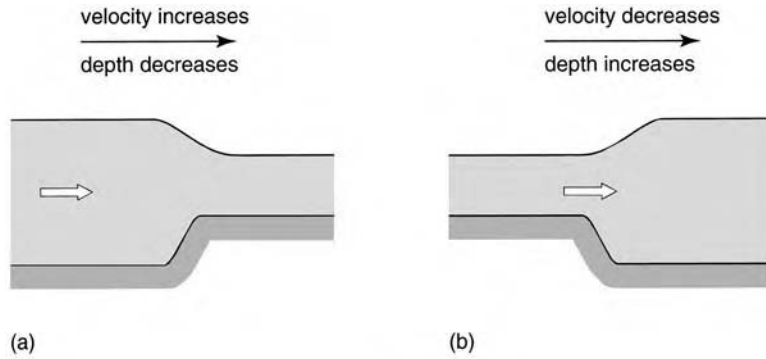 velocity increases
depth decreases
velocity decreases
depth increases
(a)
(b)